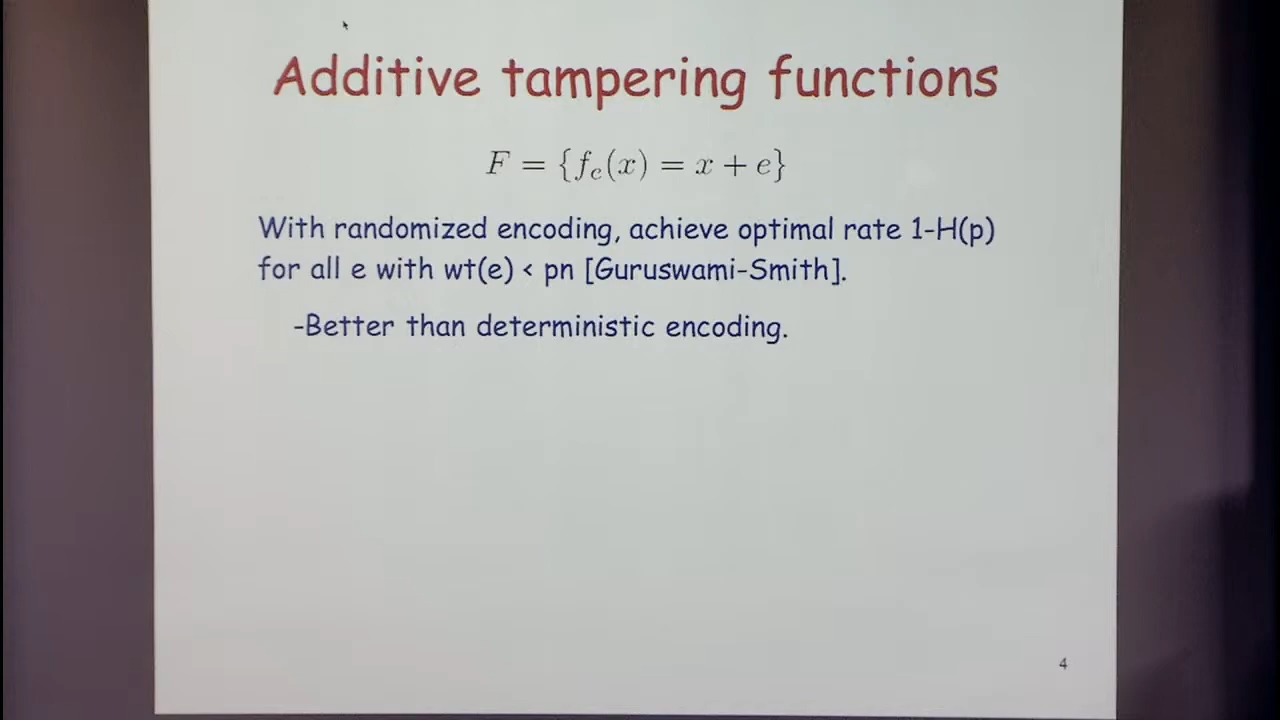 Additive tampering functions
F = {fₑ(x) = x + e}
With randomized encoding, achieve optimal rate 1-H(p)
for all e with wt(e) < pn [Guruswami-Smith].
-Better than deterministic encoding.
4